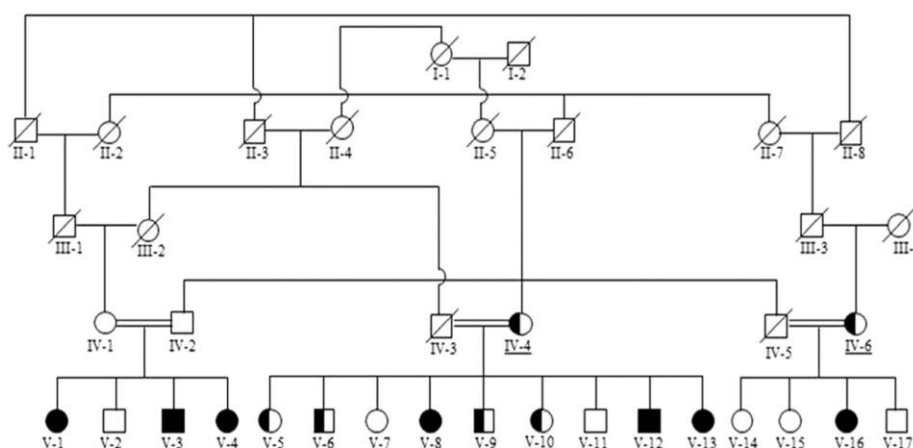 I-1 I-2
II-1 II-2 II-3 II-4 II-5 II-6 II-7 II-8
III-1 III-2 III-3 III-
IV-1 IV-2 IV-3 IV-4 IV-5 IV-6
V-1 V-2 V-3 V-4 V-5 V-6 V-7 V-8 V-9 V-10 V-11 V-12 V-13 V-14 V-15 V-16 V-17